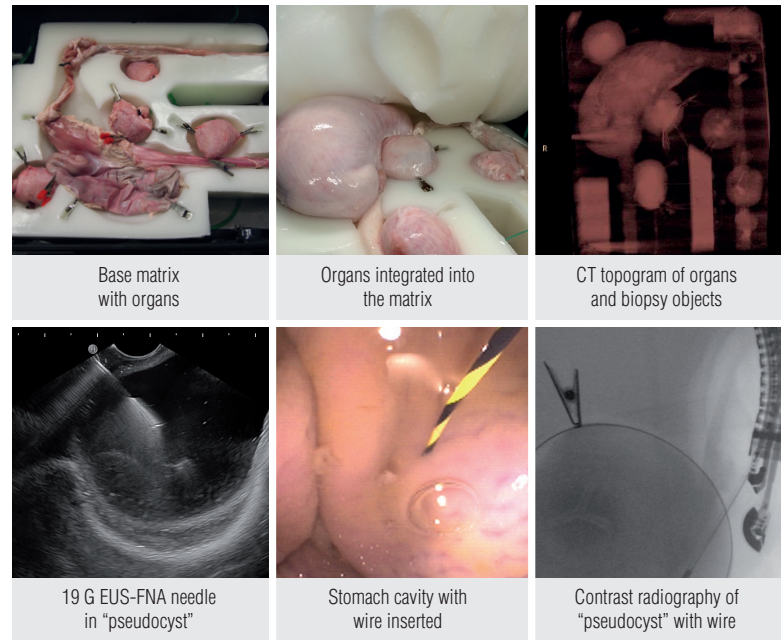 R
Base matrix
with organs
Organs integrated into
the matrix
CT topogram of organs
and biopsy objects
19 G EUS-FNA needle
in “pseudocyst”
Stomach cavity with
wire inserted
Contrast radiography of
“pseudocyst” with wire